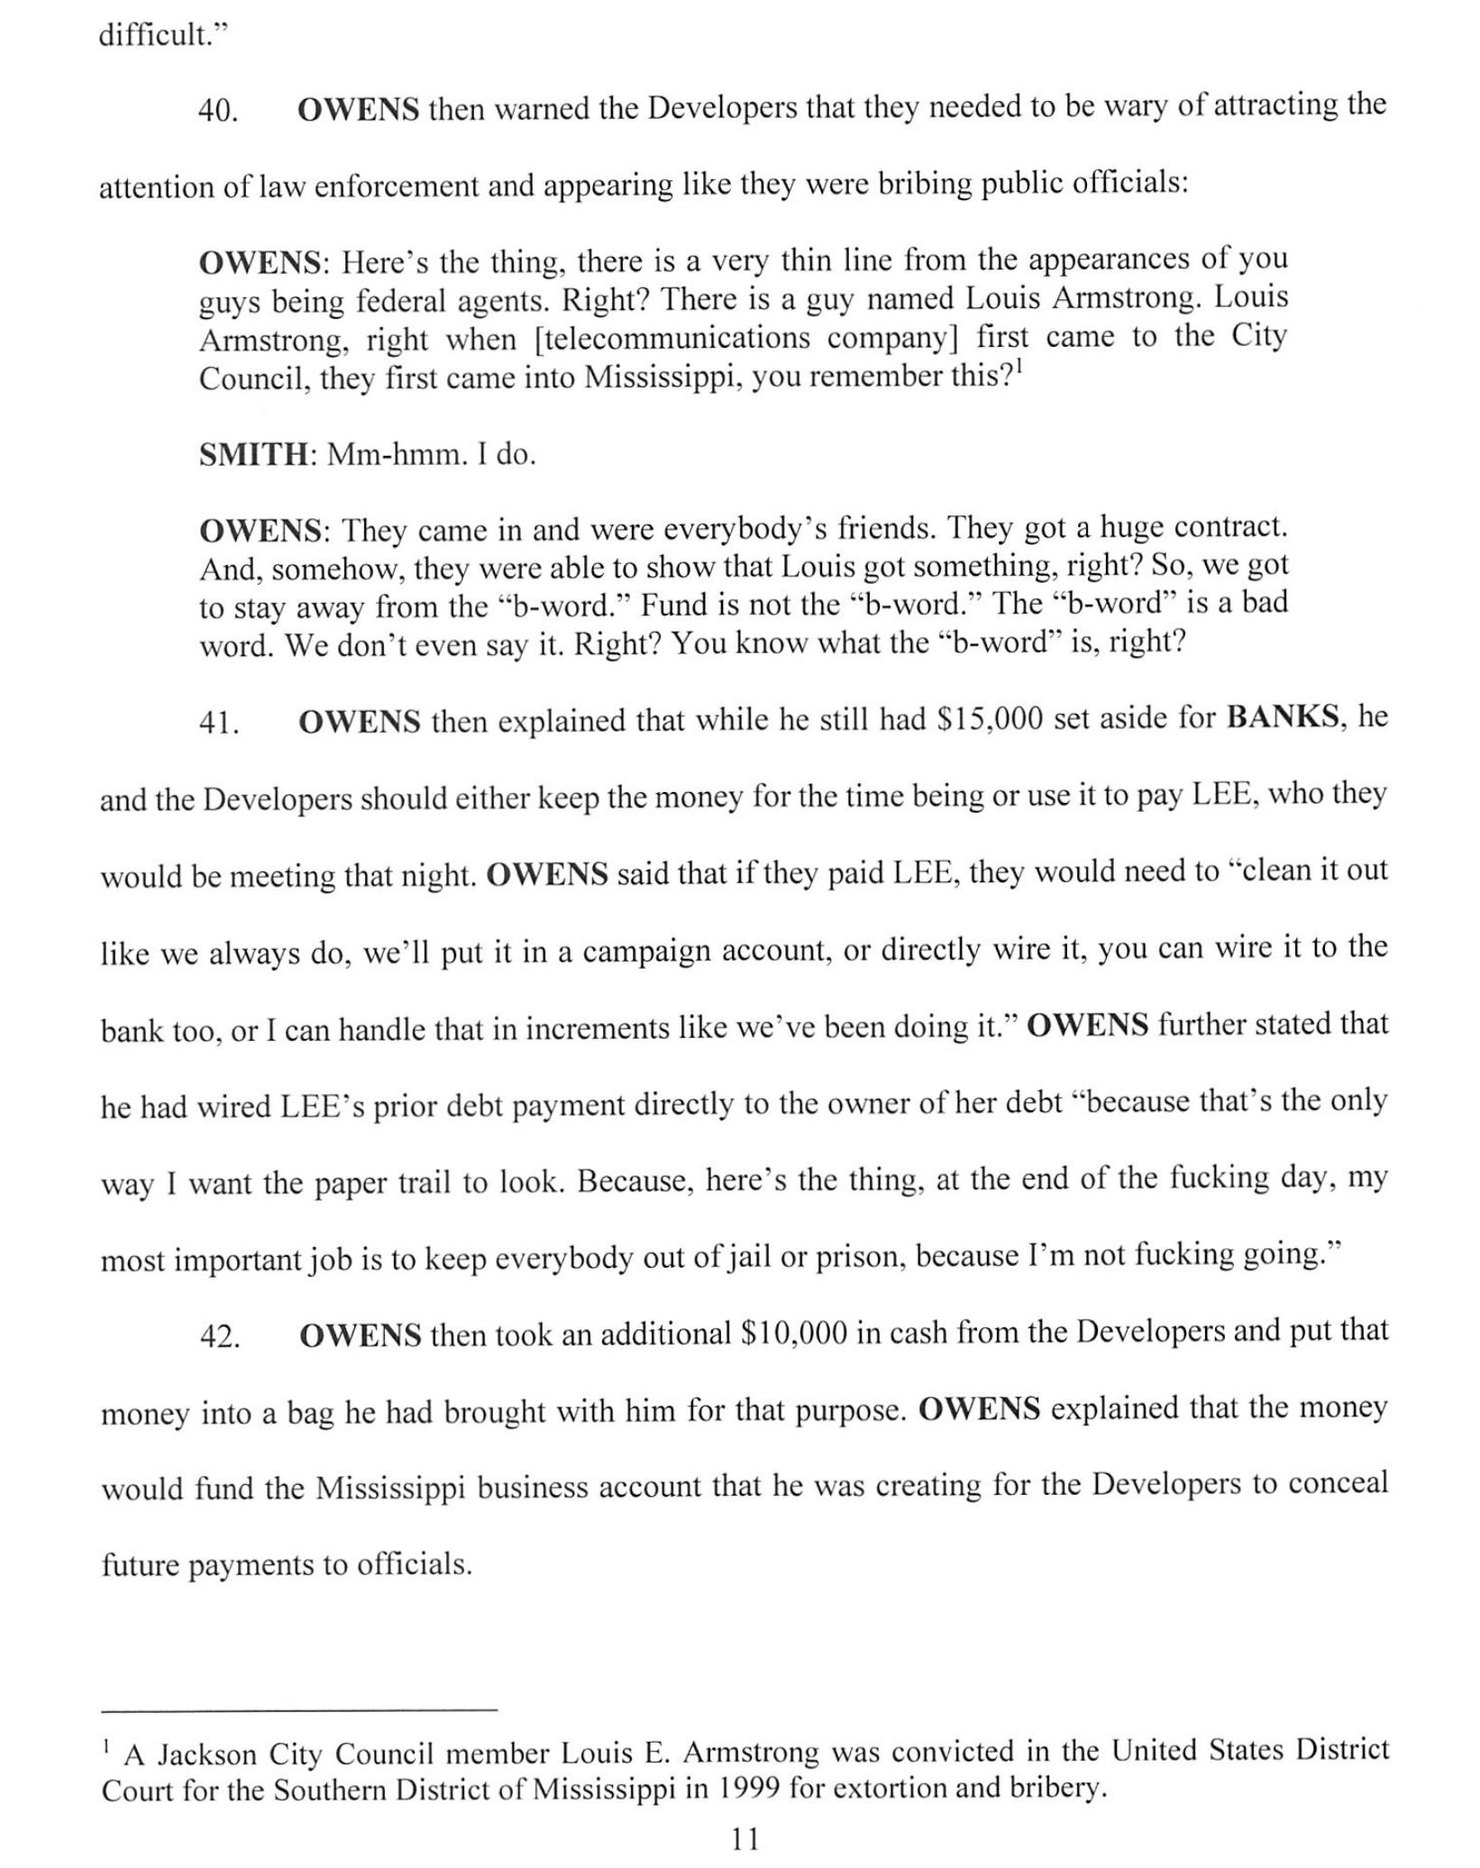 difficult.”
40. OWENS then warned the Developers that they needed to be wary of attracting the
attention of law enforcement and appearing like they were bribing public officials:
OWENS: Here’s the thing, there is a very thin line from the appearances of you
guys being federal agents. Right? There is a guy named Louis Armstrong. Louis
Armstrong, right when [telecommunications company] first came to the City
Council, they first came into Mississippi, you remember this?1
SMITH: Mm-hmm. I do.
OWENS: They came in and were everybody’s friends. They got a huge contract.
And, somehow, they were able to show that Louis got something, right? So, we got
to stay away from the “b-word.” Fund is not the “b-word.” The “b-word” is a bad
word. We don’t even say it. Right? You know what the “b-word” is, right?
41. OWENS then explained that while he still had $15,000 set aside for BANKS, he
and the Developers should either keep the money for the time being or use it to pay LEE, who they
would be meeting that night. OWENS said that if they paid LEE, they would need to “clean it out
like we always do, we’ll put it in a campaign account, or directly wire it, you can wire it to the
bank too, or I can handle that in increments like we’ve been doing it.” OWENS further stated that
he had wired LEE’s prior debt payment directly to the owner of her debt “because that’s the only
way I want the paper trail to look. Because, here’s the thing, at the end of the fucking day, my
most important job is to keep everybody out of jail or prison, because I’m not fucking going.”
42. OWENS then took an additional $10,000 in cash from the Developers and put that
money into a bag he had brought with him for that purpose. OWENS explained that the money
would fund the Mississippi business account that he was creating for the Developers to conceal
future payments to officials.
1 A Jackson City Council member Louis E. Armstrong was convicted in the United States District
Court for the Southern District of Mississippi in 1999 for extortion and bribery.
11